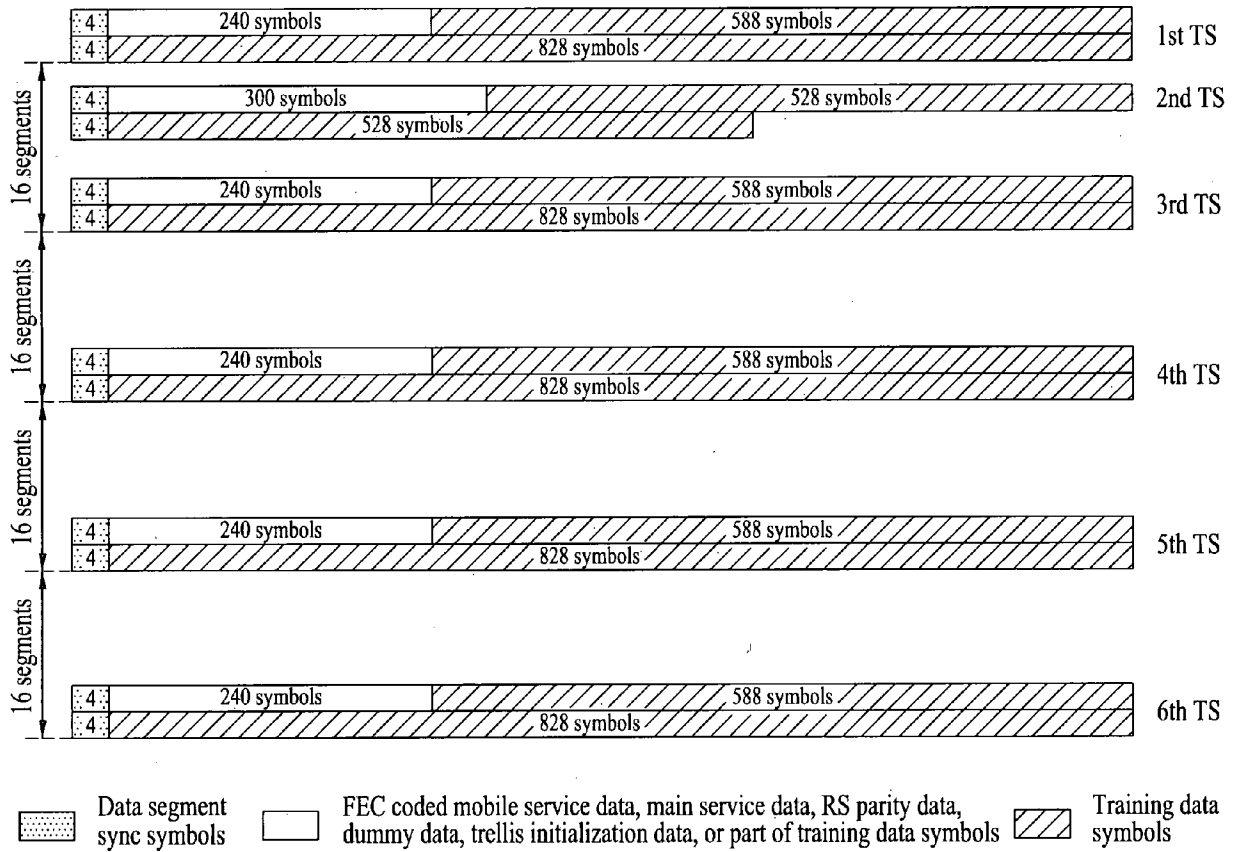 4 240 symbols 588 symbols 1st TS
4 828 symbols
16 segments
4 300 symbols 528 symbols 2nd TS
4 528 symbols
4 240 symbols 588 symbols 3rd TS
4 828 symbols
16 segments
4 240 symbols 588 symbols 4th TS
4 828 symbols
16 segments
4 240 symbols 588 symbols 5th TS
4 828 symbols
16 segments
4 240 symbols 588 symbols 6th TS
4 828 symbols
Data segment
sync symbols
FEC coded mobile service data, main service data, RS parity data,
dummy data, trellis initialization data, or part of training data symbols
Training data
symbols